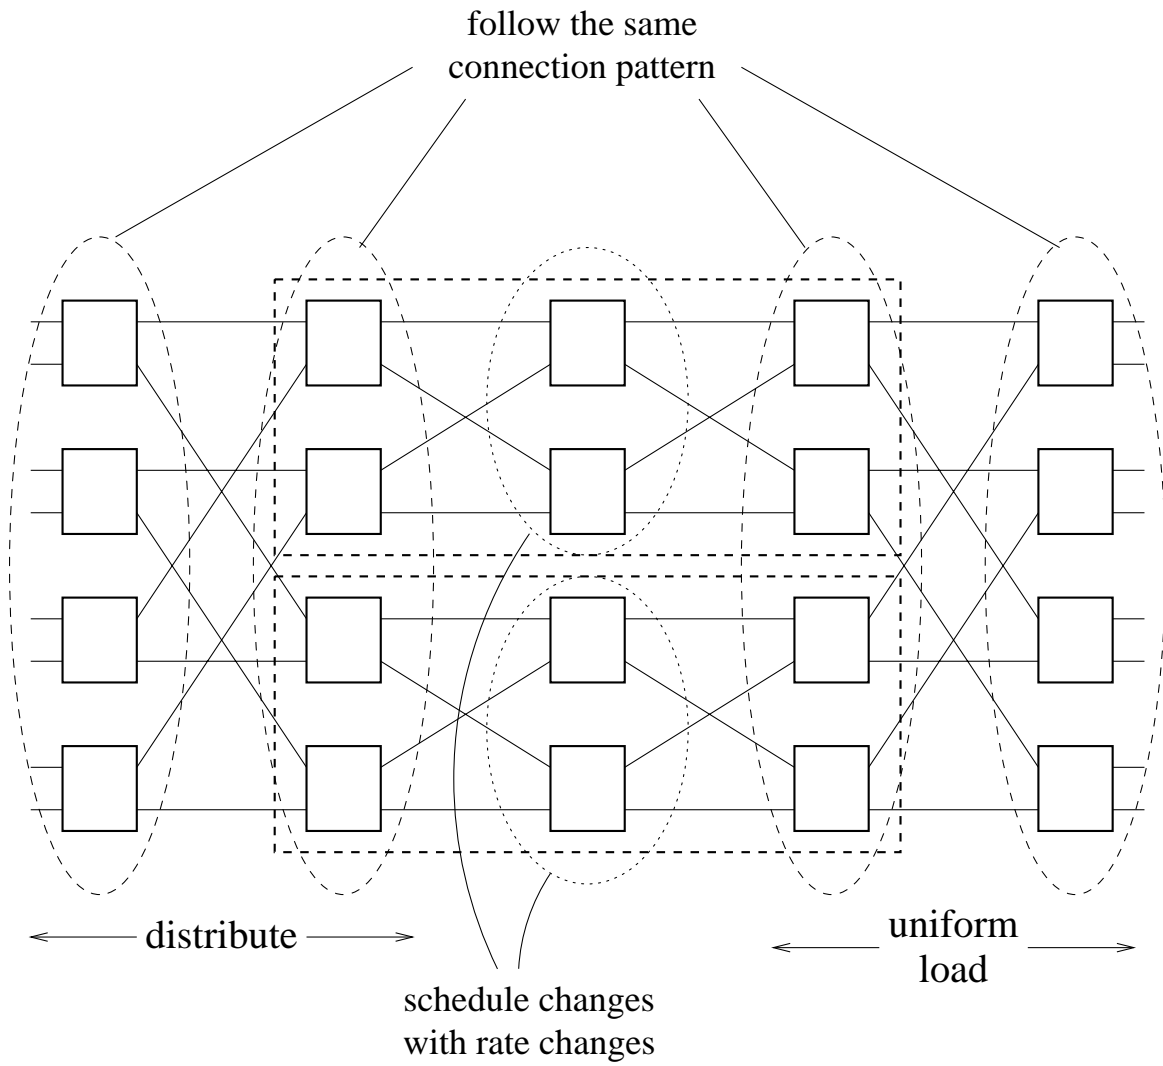 follow the same
connection pattern
distribute
uniform
load
schedule changes
with rate changes